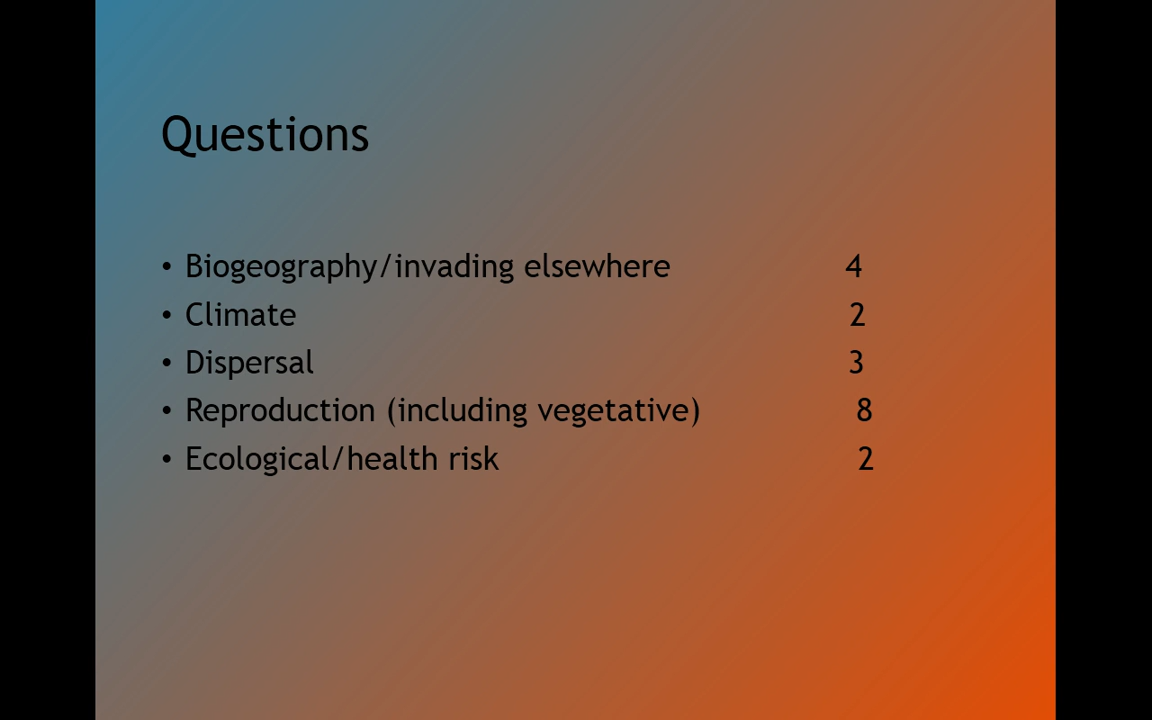 Questions
• Biogeography/invading elsewhere 4
• Climate 2
• Dispersal 3
• Reproduction (including vegetative) 8
• Ecological/health risk 2